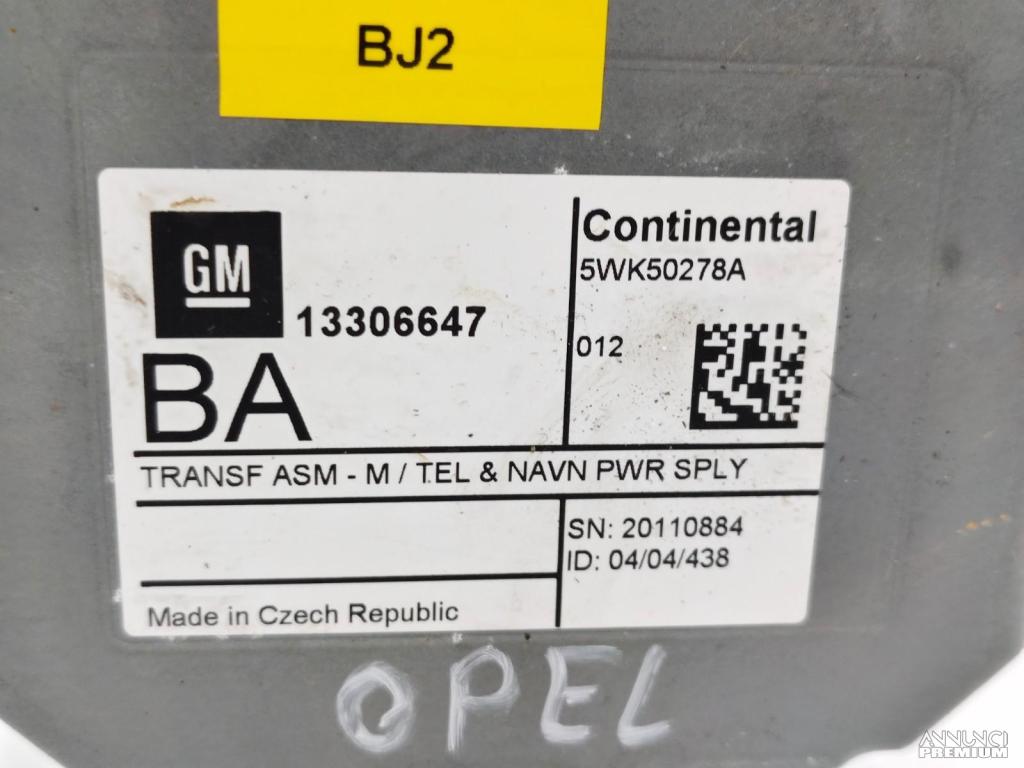 BJ2
GM
13306647
BA
Continental
5WK50278A
012
TRANSF ASM - M / TEL & NAVN PWR SPLY
SN: 20110884
ID: 04/04/438
Made in Czech Republic
OPEL
ANNUNCI
PREMIUM